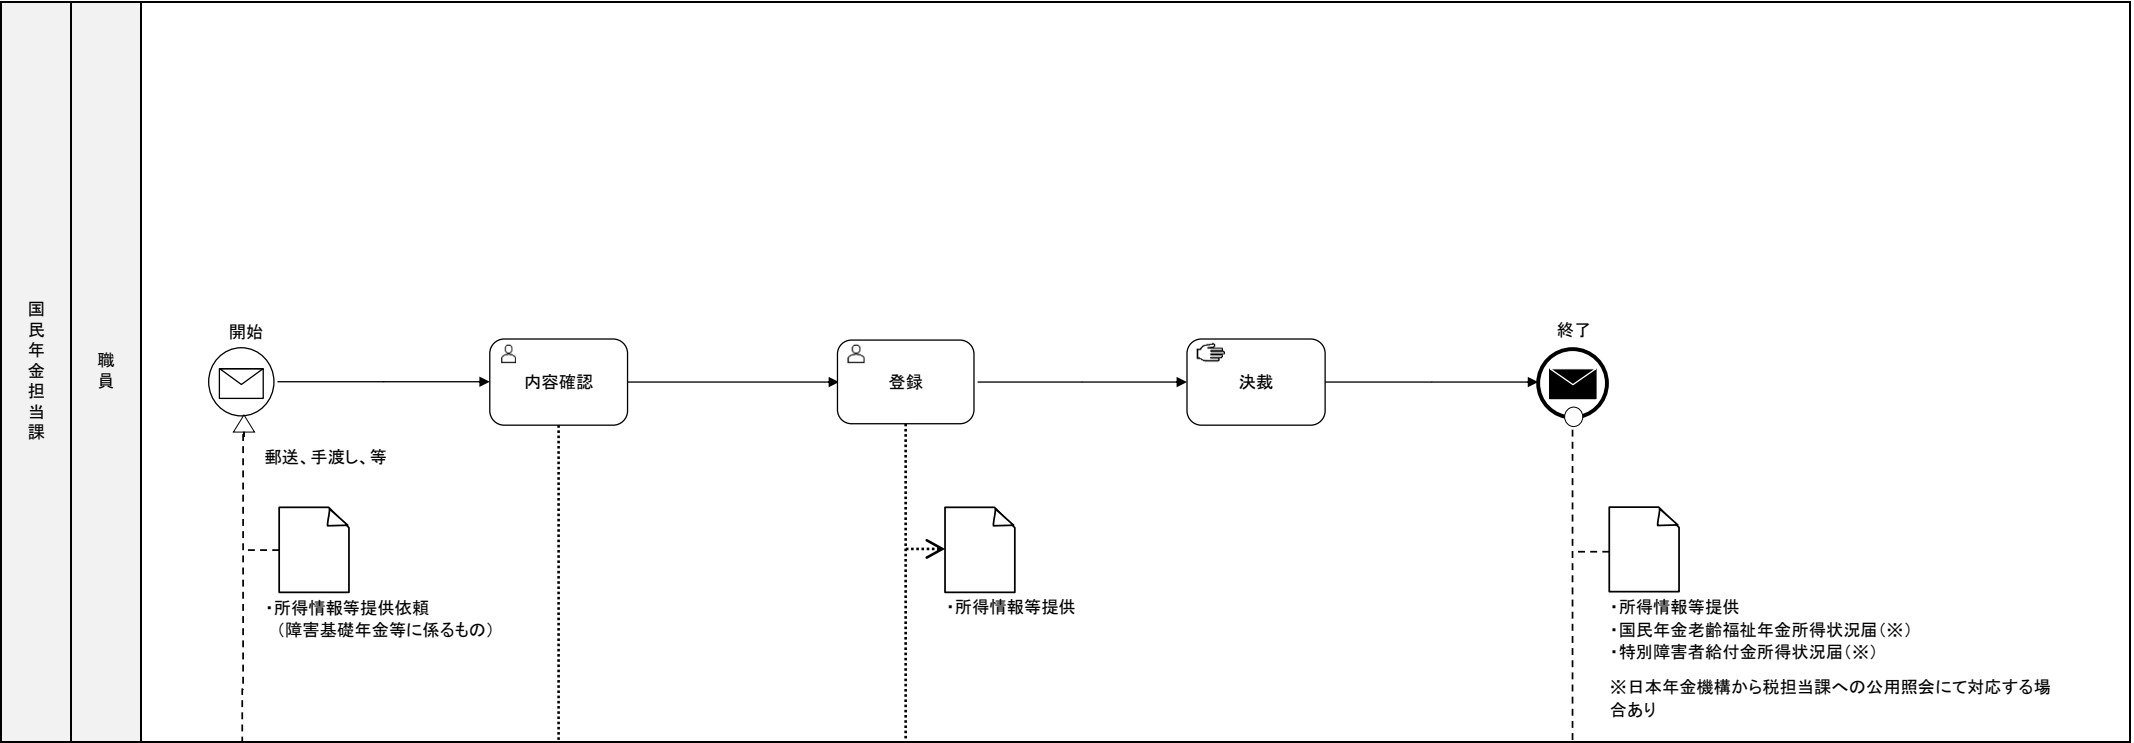 国民年金担当課
職員
開始
内容確認
登録
決裁
終了
郵送、手渡し、等
・所得情報等提供依頼
（障害基礎年金等に係るもの）
・所得情報等提供
・所得情報等提供
・国民年金老齢福祉年金所得状況届（※）
・特別障害者給付金所得状況届（※）
※日本年金機構から税担当課への公用照会にて対応する場
合あり